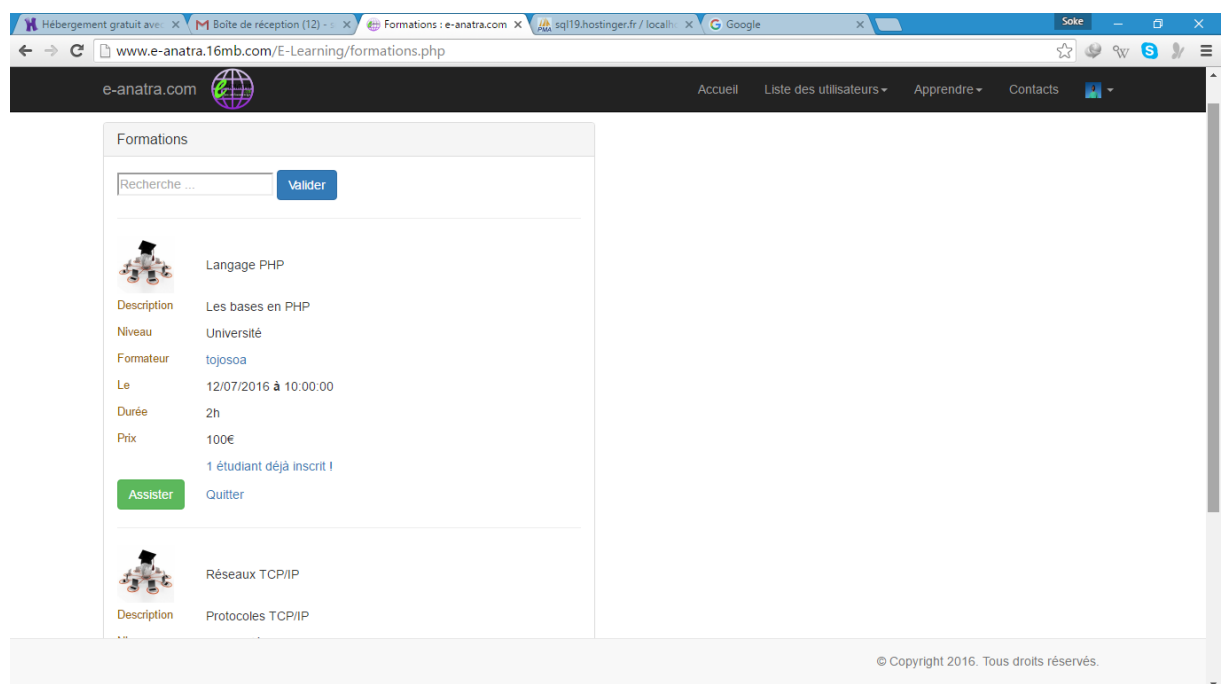 Hébergement gratuit avec
Boîte de réception (12) - s
Formations : e-anatra.com
sql19.hostinger.fr / localh
Google
Soke
www.e-anatra.16mb.com/E-Learning/formations.php
e-anatra.com
Accueil Liste des utilisateurs Apprendre Contacts
Formations
Recherche ... Valider
Langage PHP
Description Les bases en PHP
Niveau Université
Formateur tojosoa
Le 12/07/2016 à 10:00:00
Durée 2h
Prix 100€
1 étudiant déjà inscrit !
Assister Quitter
Réseaux TCP/IP
Description Protocoles TCP/IP
© Copyright 2016. Tous droits réservés.